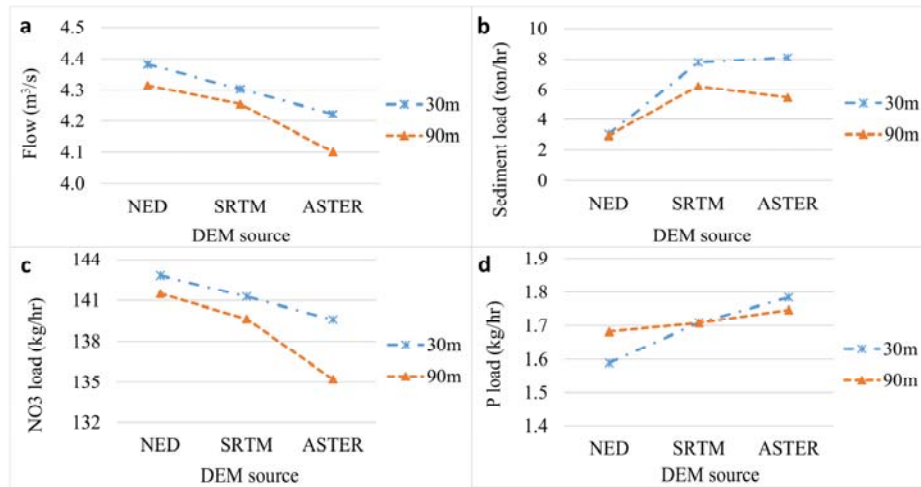 a
4.5
4.4
4.3
4.2
4.1
4.0
Flow (m³/s)
NED SRTM ASTER
DEM source
30m
90m
b
10
8
6
4
2
0
Sediment load (ton/hr)
NED SRTM ASTER
DEM source
30m
90m
c
144
141
138
135
132
NO3 load (kg/hr)
NED SRTM ASTER
DEM source
30m
90m
d
1.9
1.8
1.7
1.6
1.5
1.4
P load (kg/hr)
NED SRTM ASTER
DEM source
30m
90m